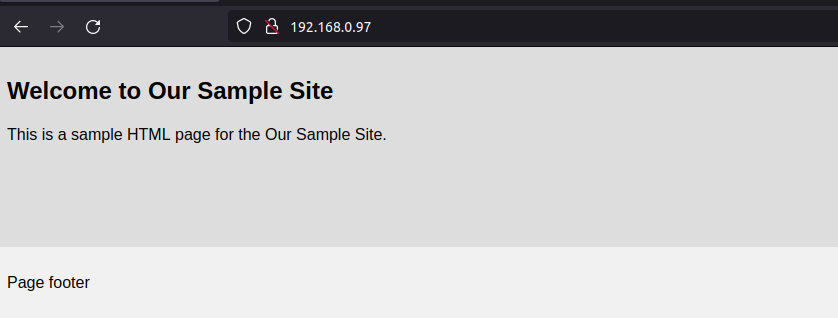 192.168.0.97
Welcome to Our Sample Site
This is a sample HTML page for the Our Sample Site.
Page footer